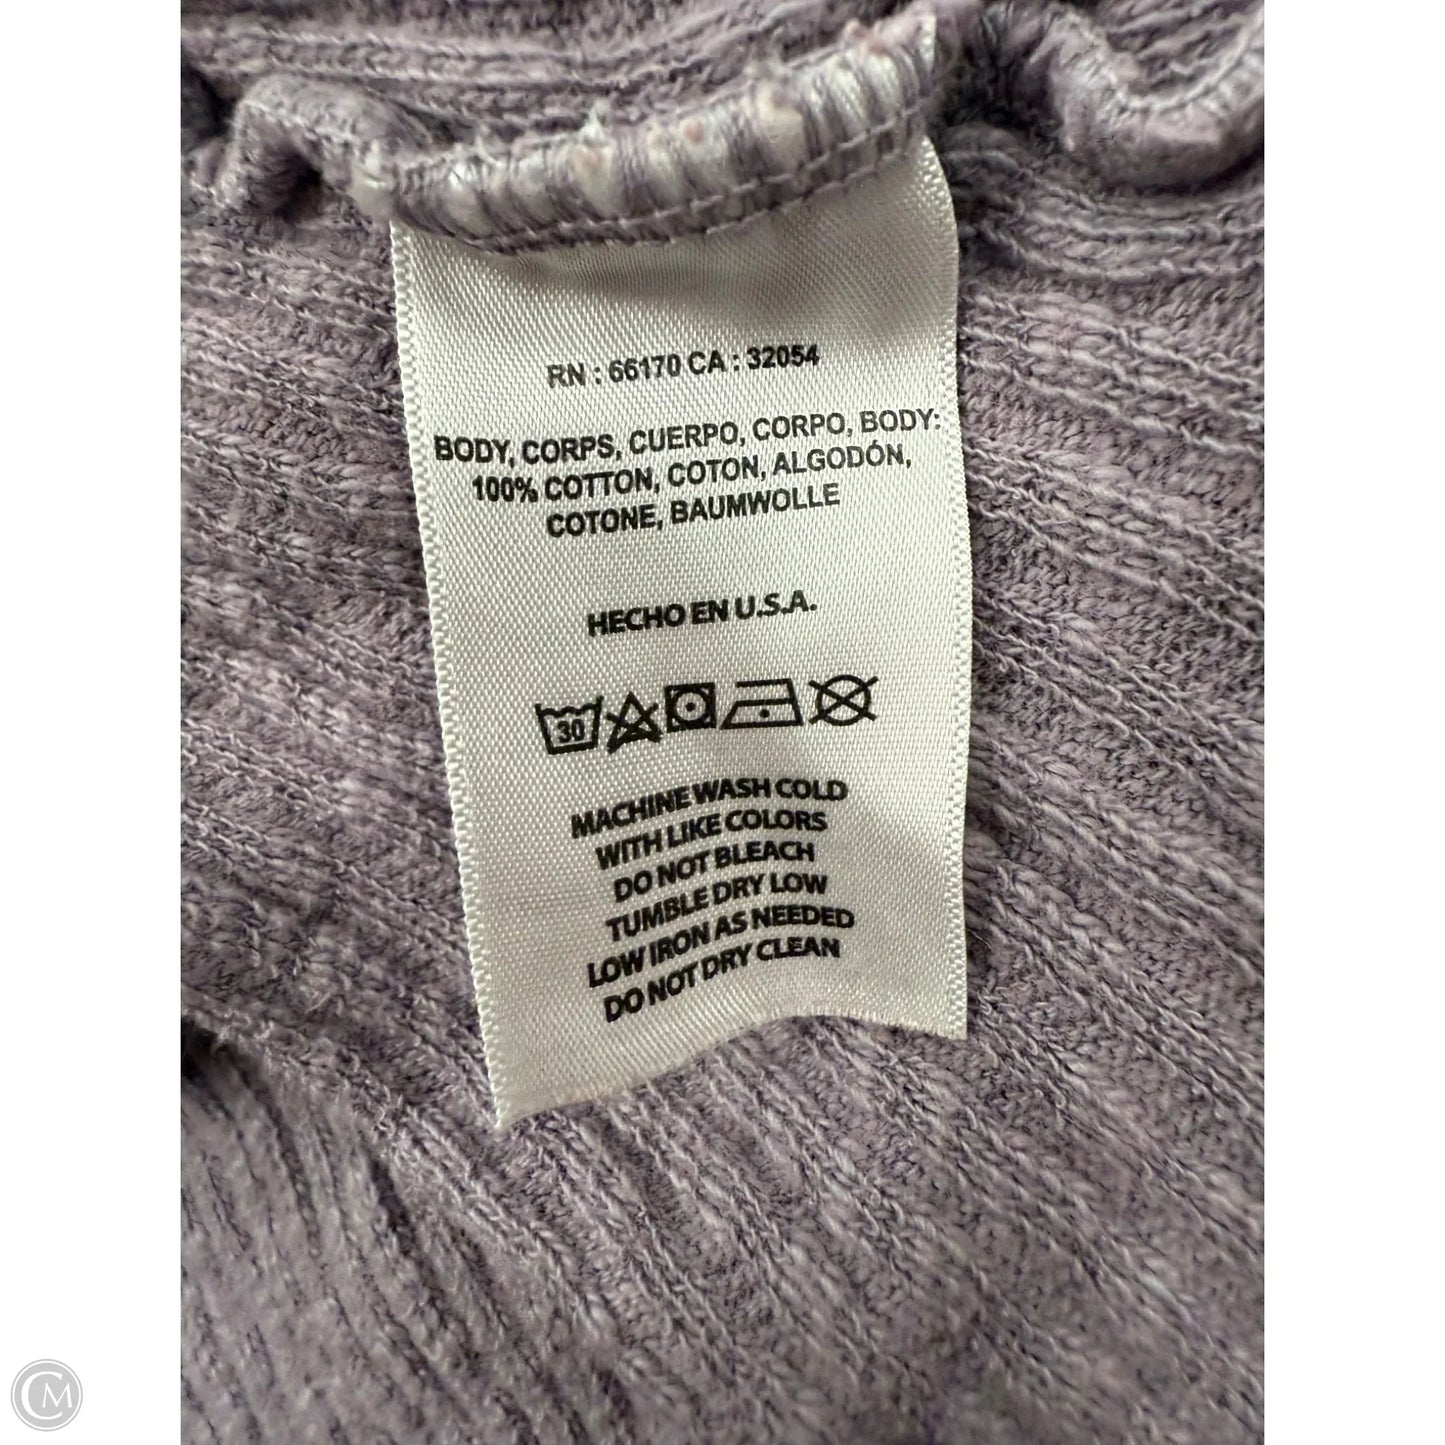 RN : 66170 CA : 32054
BODY, CORPS, CUERPO, CORPO, BODY:
100% COTTON, COTON, ALGODÓN,
COTONE, BAUMWOLLE
HECHO EN U.S.A.
30
MACHINE WASH COLD
WITH LIKE COLORS
DO NOT BLEACH
TUMBLE DRY LOW
LOW IRON AS NEEDED
DO NOT DRY CLEAN
CM